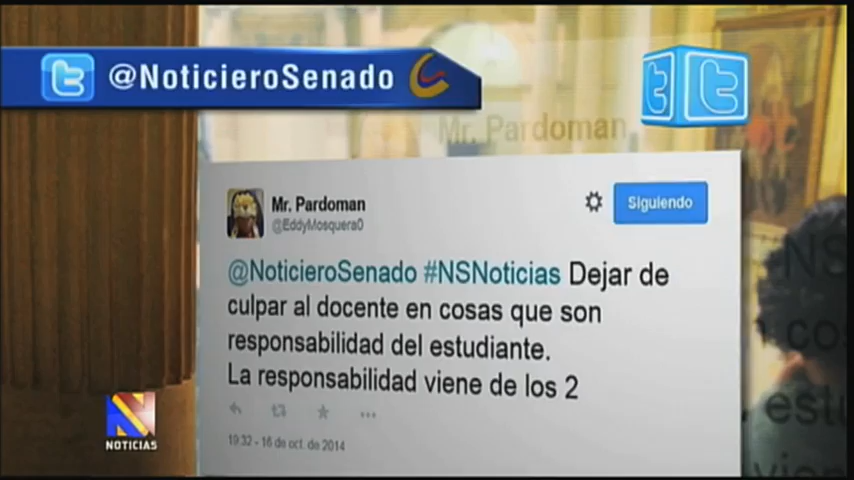 @NoticieroSenado
Mr. Pardoman
Mr. Pardoman
@EddyMosquera0
Siguiendo
@NoticieroSenado #NSNoticias Dejar de
culpar al docente en cosas que son
responsabilidad del estudiante.
La responsabilidad viene de los 2
19:32 - 16 de oct. de 2014
N
NOTICIAS